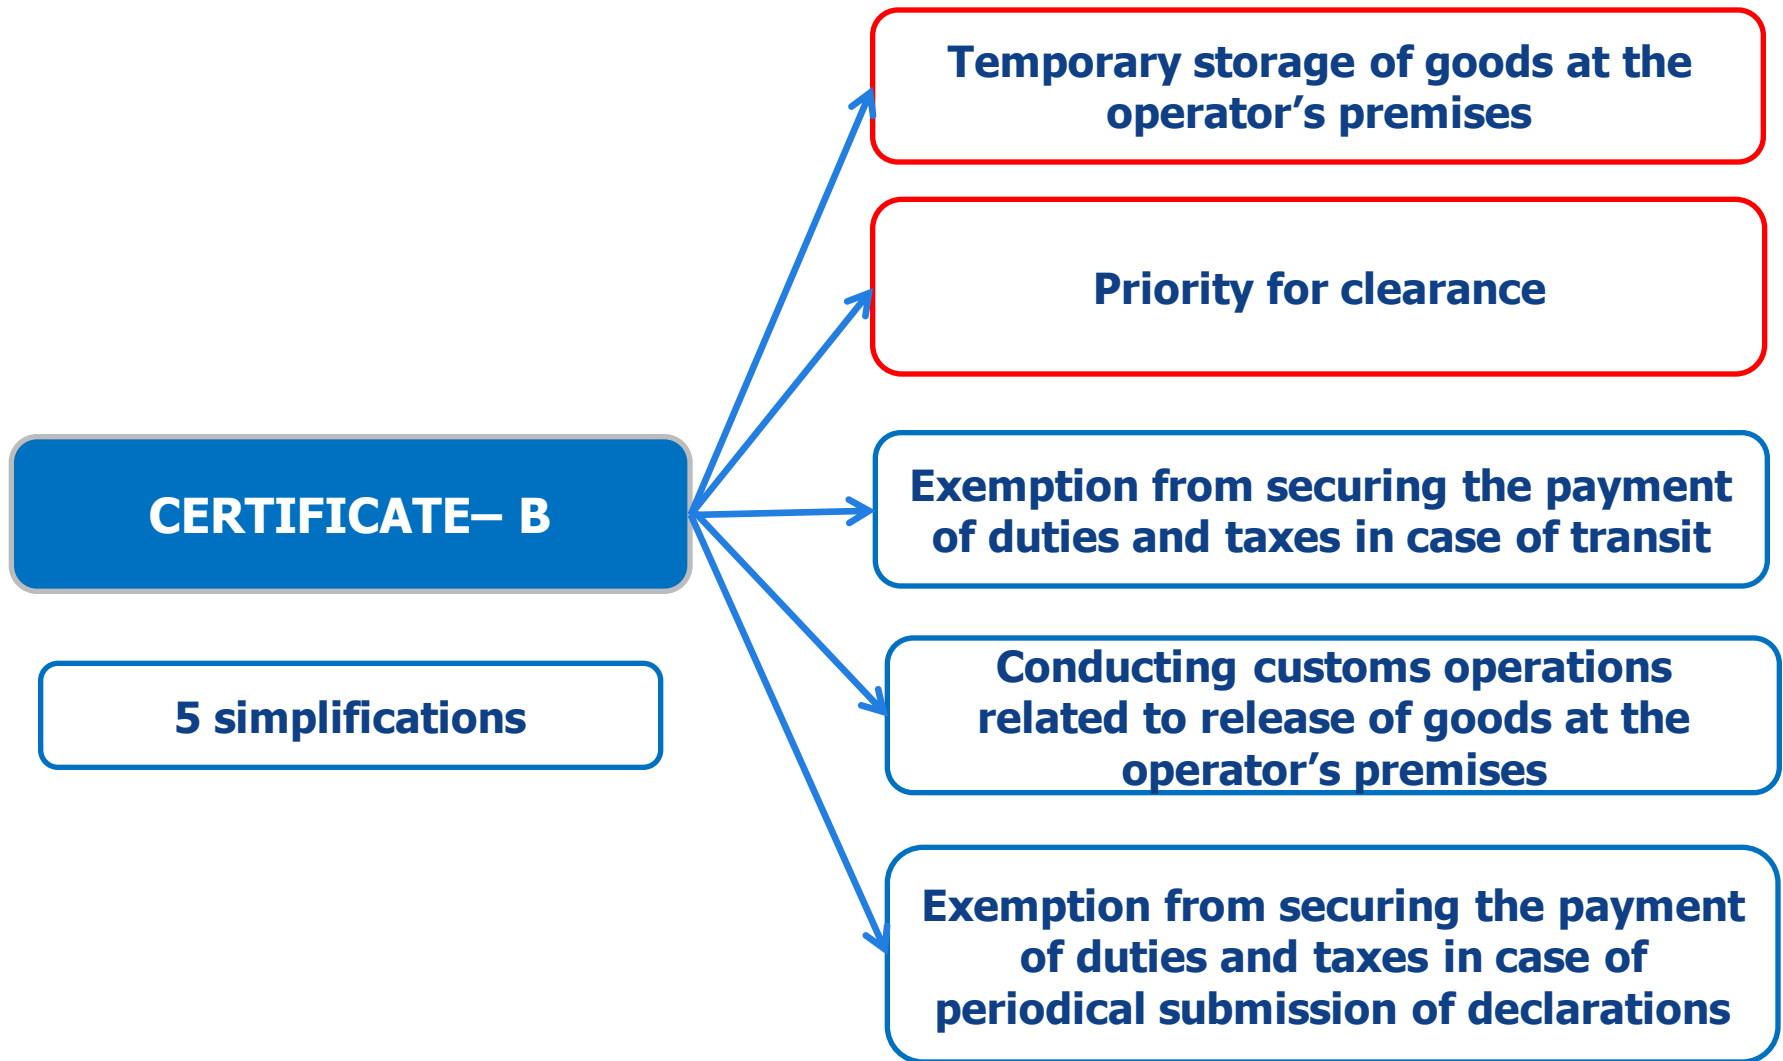 Temporary storage of goods at the
operator’s premises
Priority for clearance
Exemption from securing the payment
of duties and taxes in case of transit
CERTIFICATE– B
5 simplifications
Conducting customs operations
related to release of goods at the
operator’s premises
Exemption from securing the payment
of duties and taxes in case of
periodical submission of declarations